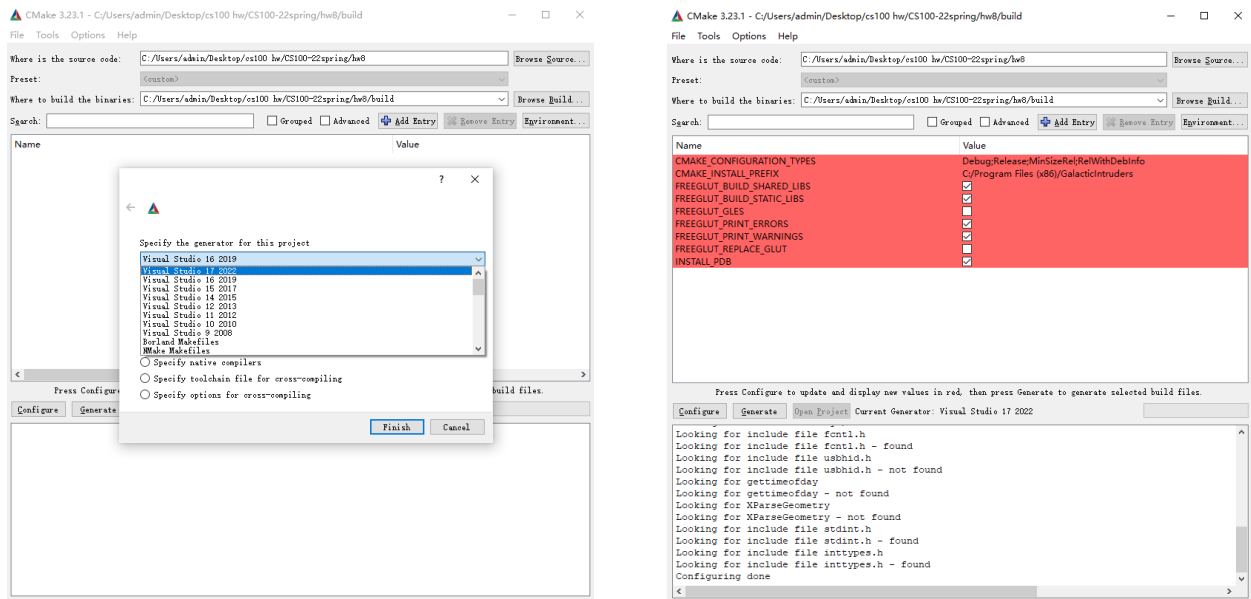 CMake 3.23.1 - C:/Users/admin/Desktop/cs100 hw/CS100-22spring/hw8/build
File Tools Options Help
Where is the source code: C:/Users/admin/Desktop/cs100 hw/CS100-22spring/hw8 Browse Source...
Preset: <custom>
Where to build the binaries: C:/Users/admin/Desktop/cs100 hw/CS100-22spring/hw8/build Browse Build...
Search: Grouped Advanced Add Entry Remove Entry Environment...
Name Value
?
Specify the generator for this project
Visual Studio 16 2019
Visual Studio 17 2022
Visual Studio 16 2019
Visual Studio 15 2017
Visual Studio 14 2015
Visual Studio 12 2013
Visual Studio 11 2012
Visual Studio 10 2010
Visual Studio 9 2008
Borland Makefiles
NMake Makefiles
Specify native compilers
Specify toolchain file for cross-compiling
Specify options for cross-compiling
Finish Cancel
Press Configure build files.
Configure Generate
CMake 3.23.1 - C:/Users/admin/Desktop/cs100 hw/CS100-22spring/hw8/build
File Tools Options Help
Where is the source code: C:/Users/admin/Desktop/cs100 hw/CS100-22spring/hw8 Browse Source...
Preset: <custom>
Where to build the binaries: C:/Users/admin/Desktop/cs100 hw/CS100-22spring/hw8/build Browse Build...
Search: Grouped Advanced Add Entry Remove Entry Environment...
Name Value
CMAKE_CONFIGURATION_TYPES Debug;Release;MinSizeRel;RelWithDebInfo
CMAKE_INSTALL_PREFIX C:/Program Files (x86)/GalacticIntruders
FREEGLUT_BUILD_SHARED_LIBS
FREEGLUT_BUILD_STATIC_LIBS
FREEGLUT_GLES
FREEGLUT_PRINT_ERRORS
FREEGLUT_PRINT_WARNINGS
FREEGLUT_REPLACE_GLUT
INSTALL_PDB
Press Configure to update and display new values in red, then press Generate to generate selected build files.
Configure Generate Open Project Current Generator: Visual Studio 17 2022
Looking for include file fcntl.h
Looking for include file fcntl.h - found
Looking for include file usbhid.h
Looking for include file usbhid.h - not found
Looking for gettimeofday
Looking for gettimeofday - not found
Looking for XParseGeometry
Looking for XParseGeometry - not found
Looking for include file stdint.h
Looking for include file stdint.h - found
Looking for include file inttypes.h
Looking for include file inttypes.h - found
Configuring done